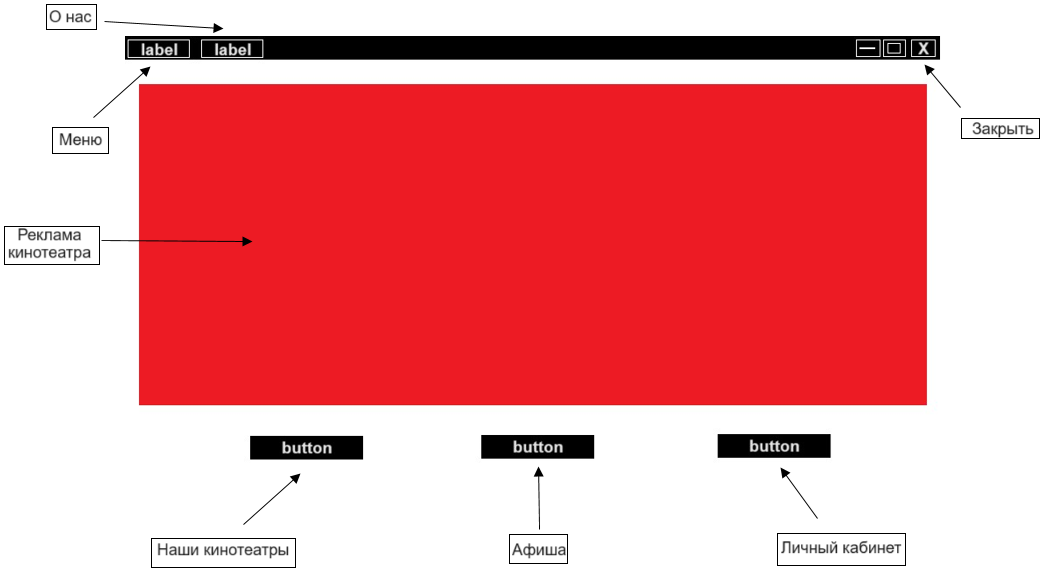 О нас
label label X
Меню
Закрыть
Реклама
кинотеатра
button button button
Наши кинотеатры
Афиша
Личный кабинет